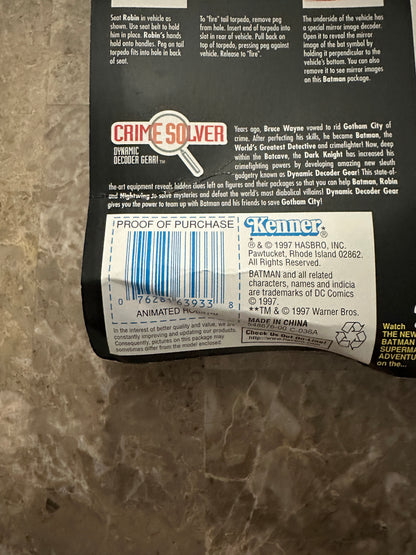 Seat Robin in vehicle as
shown. Use seat belt to hold
him in place. Robin's hands
hold onto handles. Peg on tail
torpedo fits into hole in back
of seat.
To "fire" tail torpedo, remove peg
from hole. Insert end of torpedo into
slot in rear of vehicle. Pull back on
top of torpedo, pressing peg against
vehicle. Release to "fire".
The underside of the vehicle has
a special mirror image decoder.
Open it to reveal the mirror
image of the bat symbol by
holding it perpendicular to the
vehicle's bottom. You can also
move it to see mirror images
on this Batman package.
CRIME SOLVER
DYNAMIC
DECODER GEAR! TM
Years ago, Bruce Wayne vowed to rid Gotham City of
crime. After perfecting his skills, he became Batman, the
World's Greatest Detective and crimefighter! Now, deep
within the Batcave, the Dark Knight has increased his
crimefighting powers by developing amazing new sleuth
gadgetry known as Dynamic Decoder Gear! This state-of-
the-art equipment reveals hidden clues left on figures and their packages so that you can help Batman, Robin
and Nightwing to solve mysteries and defeat the world's most diabolical villains! Dynamic Decoder Gear
gives you the power to team up with Batman and his friends to save Gotham City!
PROOF OF PURCHASE
0 76281 63933 8
ANIMATED
In the interest of better quality and value, we are
constantly improving and updating our products.
Consequently, pictures on this package may
sometimes differ from the model enclosed
Kenner®
® & © 1997 HASBRO, INC.
Pawtucket, Rhode Island 02862.
All Rights Reserved.
BATMAN and all related
characters, names and indicia
are trademarks of DC Comics
© 1997.
**TM & © 1997 Warner Bros.
MADE IN CHINA
Check Us Out On-Line!
Watch
THE NEW
BATMAN
SUPERMA
ADVENTU
on the...